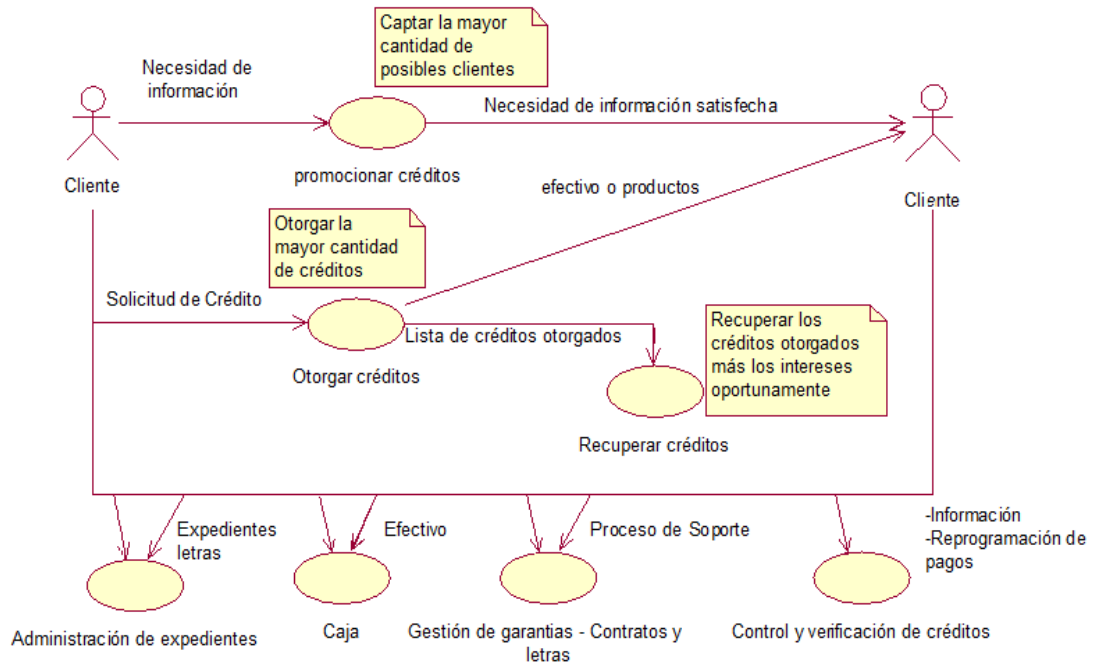 Captar la mayor
cantidad de
posibles clientes
Necesidad de
información
Necesidad de información satisfecha
promocionar créditos
Cliente
efectivo o productos
Cliente
Otorgar la
mayor cantidad
de créditos
Solicitud de Crédito
Lista de créditos otorgados
Recuperar los
créditos otorgados
más los intereses
oportunamente
Otorgar créditos
Recuperar créditos
Expedientes
letras
Efectivo
Proceso de Soporte
-Información
-Reprogramación de
pagos
Administración de expedientes
Caja
Gestión de garantias - Contratos y
letras
Control y verificación de créditos